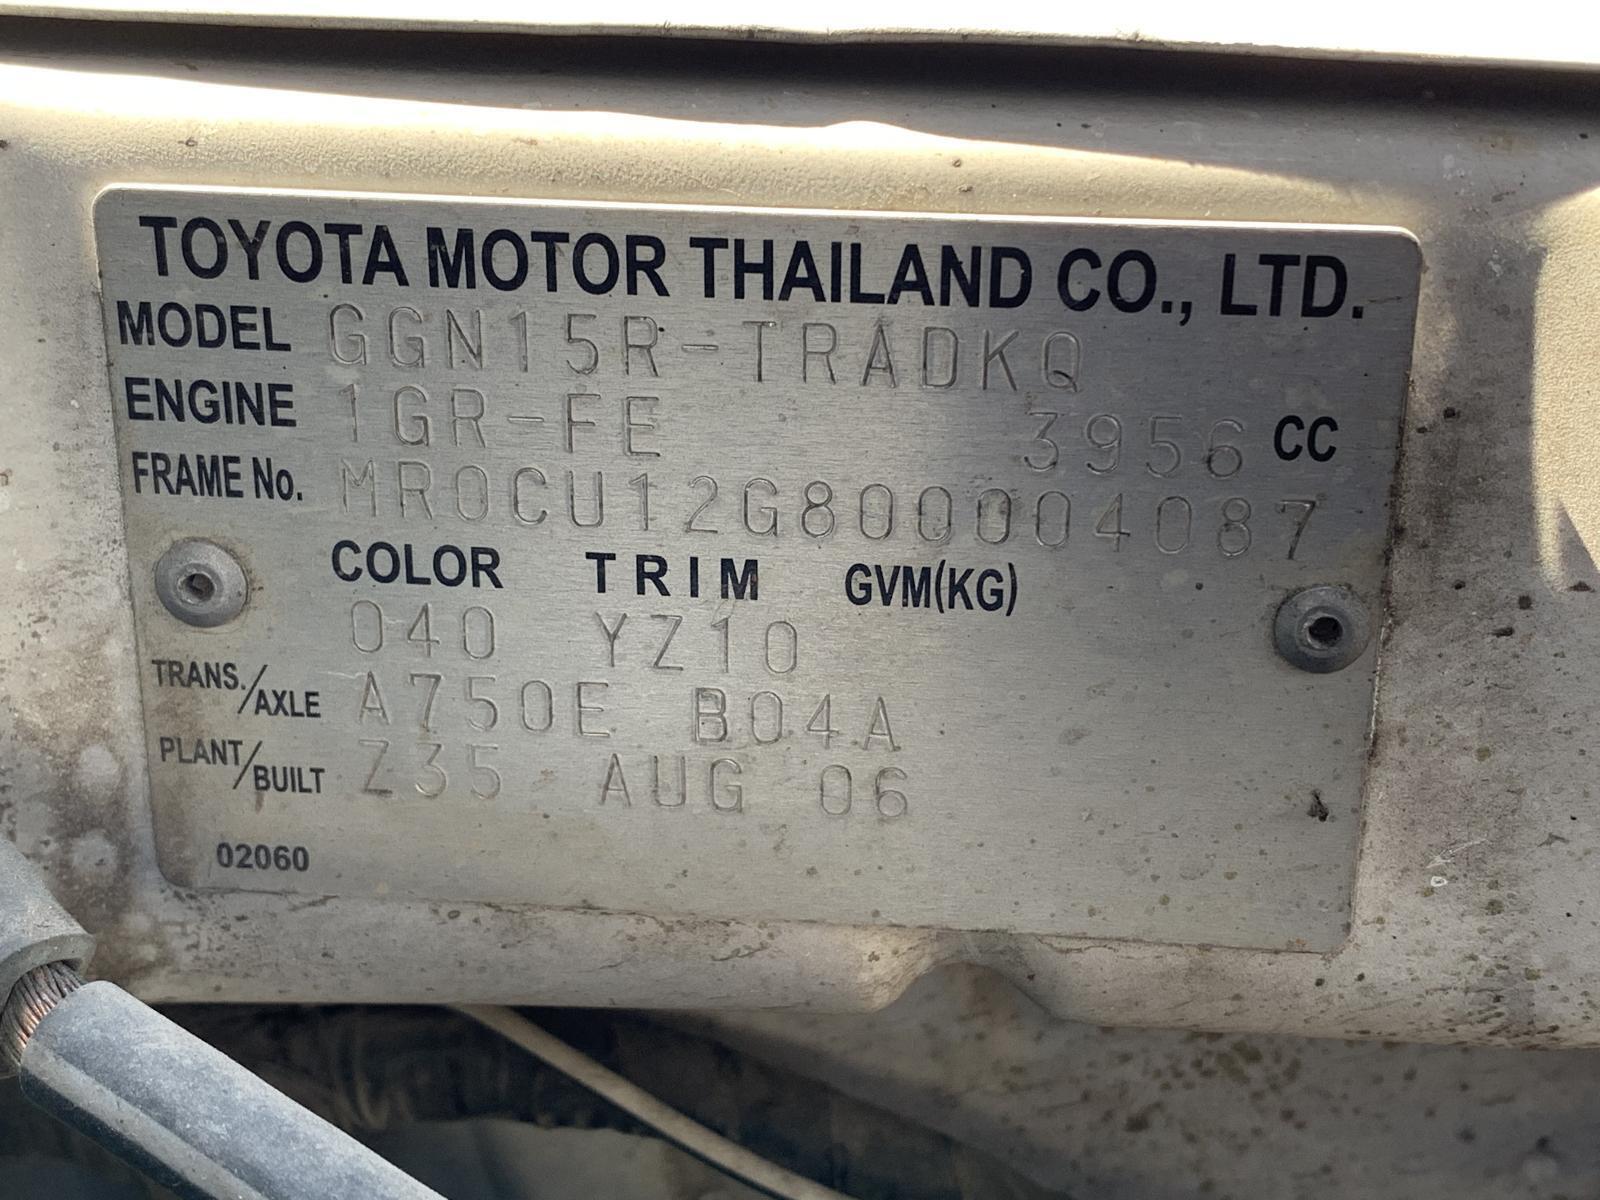 TOYOTA MOTOR THAILAND CO., LTD.
MODEL GGN15R-TRADKQ
ENGINE 1GR-FE 3956 CC
FRAME No. MR0CU12G800004087
COLOR TRIM GVM(KG)
040 YZ10
TRANS./AXLE A750E B04A
PLANT/BUILT Z35 AUG 06
02060